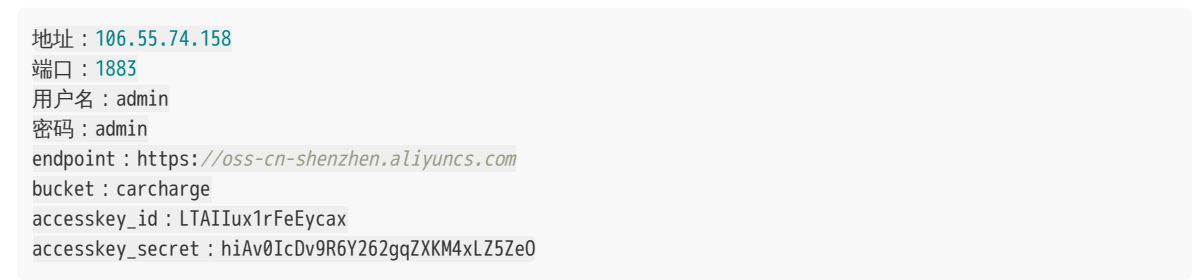 地址：106.55.74.158
端口：1883
用户名：admin
密码：admin
endpoint：https://oss-cn-shenzhen.aliyuncs.com
bucket：carcharge
accesskey_id：LTAIIux1rFeEycax
accesskey_secret：hiAv0IcDv9R6Y262gqZXKM4xLZ5ZeO